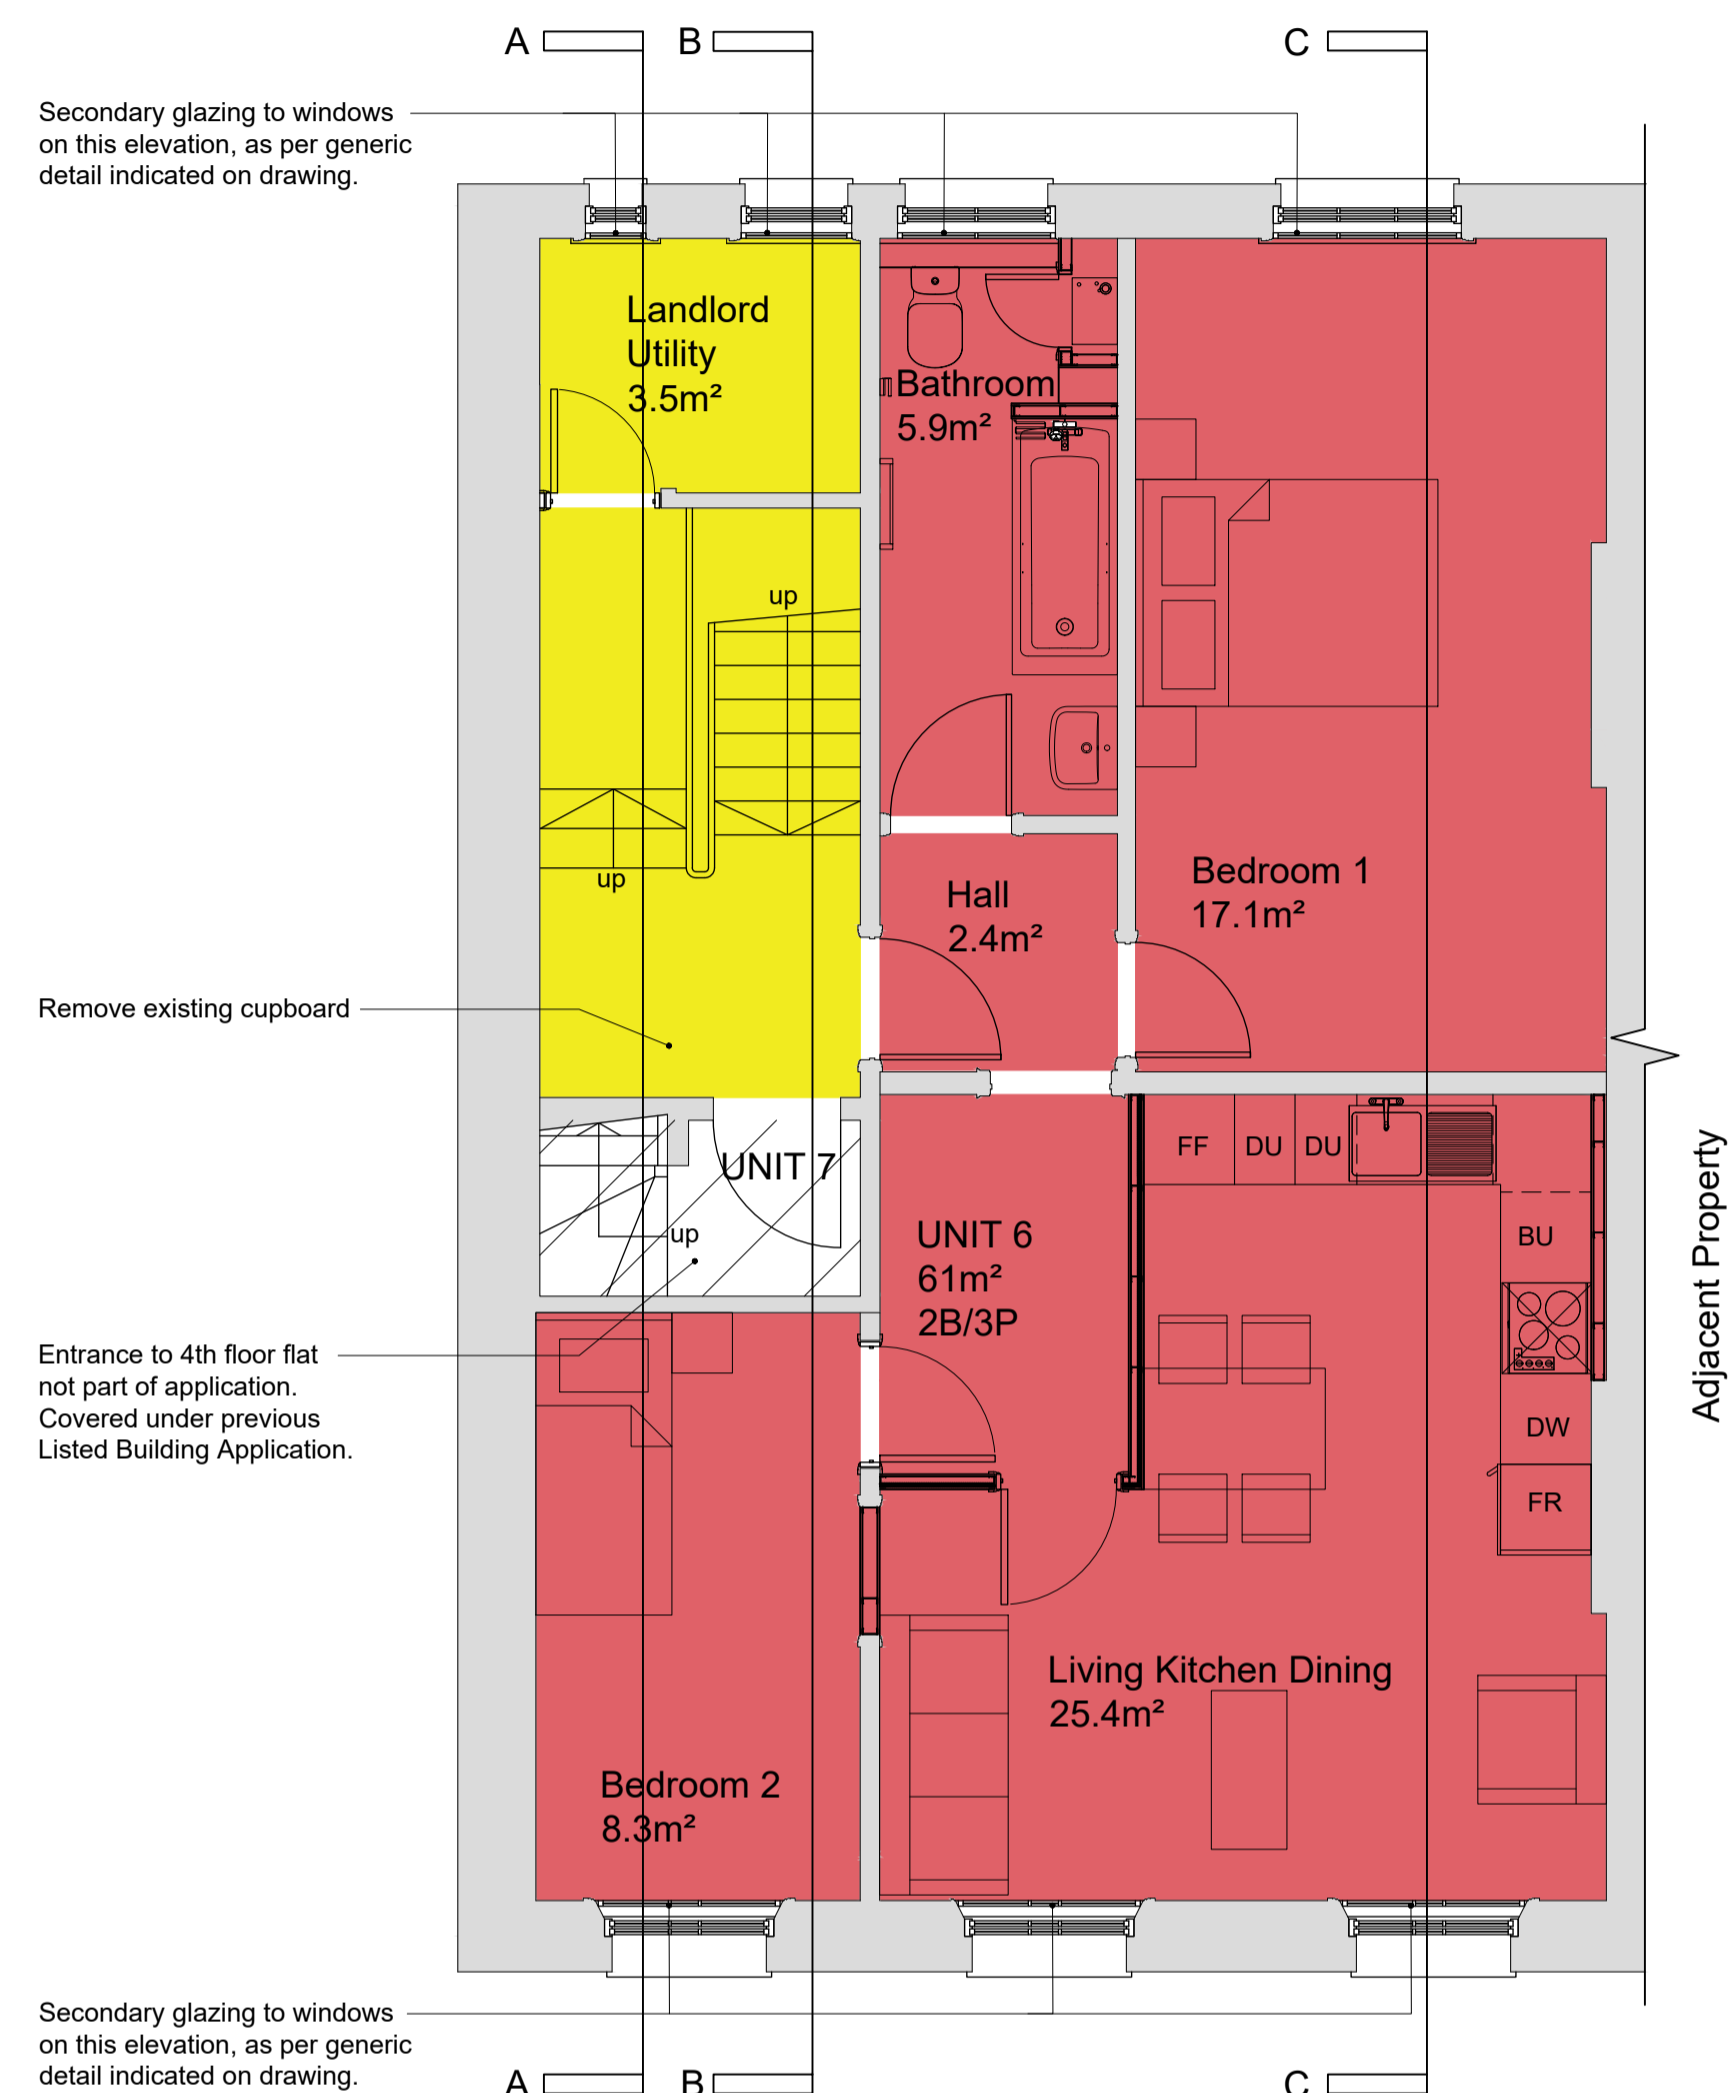 A
B
C
Secondary glazing to windows
on this elevation, as per generic
detail indicated on drawing.
Landlord
Utility
3.5m²
Bathroom
5.9m²
up
up
Hall
2.4m²
Bedroom 1
17.1m²
Remove existing cupboard
UNIT 7
up
FF
DU
DU
BU
DW
FR
UNIT 6
61m²
2B/3P
Adjacent Property
Entrance to 4th floor flat
not part of application.
Covered under previous
Listed Building Application.
Living Kitchen Dining
25.4m²
Bedroom 2
8.3m²
Secondary glazing to windows
on this elevation, as per generic
detail indicated on drawing.
A
B
C